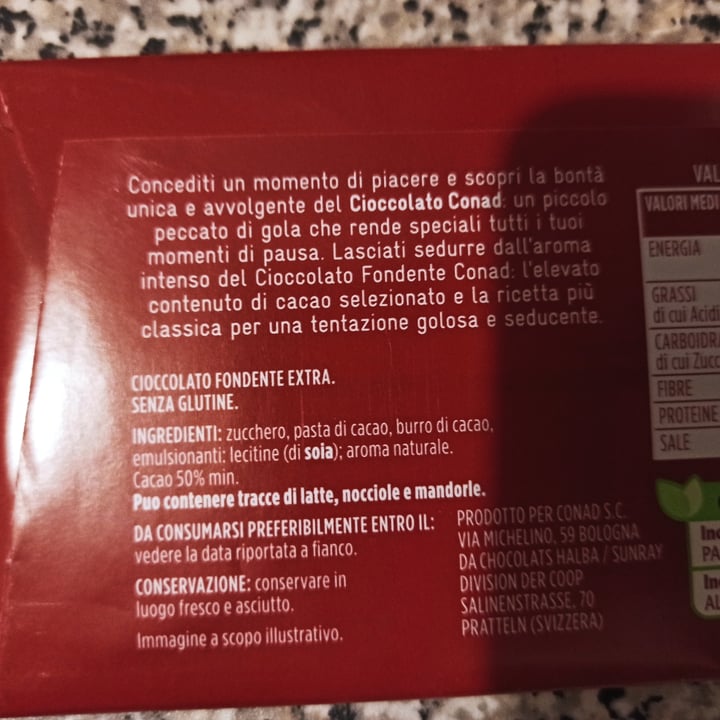 Concediti un momento di piacere e scopri la bontà
unica e avvolgente del Cioccolato Conad: un piccolo
peccato di gola che rende speciali tutti i tuoi
momenti di pausa. Lasciati sedurre dall'aroma
intenso del Cioccolato Fondente Conad: l'elevato
contenuto di cacao selezionato e la ricetta più
classica per una tentazione golosa e seducente.
CIOCCOLATO FONDENTE EXTRA.
SENZA GLUTINE.
INGREDIENTI: zucchero, pasta di cacao, burro di cacao,
emulsionanti: lecitine (di soia); aroma naturale.
Cacao 50% min.
Puo contenere tracce di latte, nocciole e mandorle.
DA CONSUMARSI PREFERIBILMENTE ENTRO IL:
vedere la data riportata a fianco.
CONSERVAZIONE: conservare in
luogo fresco e asciutto.
Immagine a scopo illustrativo.
PRODOTTO PER CONAD S.C.
VIA MICHELINO, 59 BOLOGNA
DA CHOCOLATS HALBA / SUNRAY
DIVISION DER COOP
SALINENSTRASSE, 70
PRATTELN (SVIZZERA)
VAL
VALORI MEDI
ENERGIA
GRASSI
di cui Acidi
CARBOIDRA
di cui Zucc
FIBRE
PROTEINE
SALE